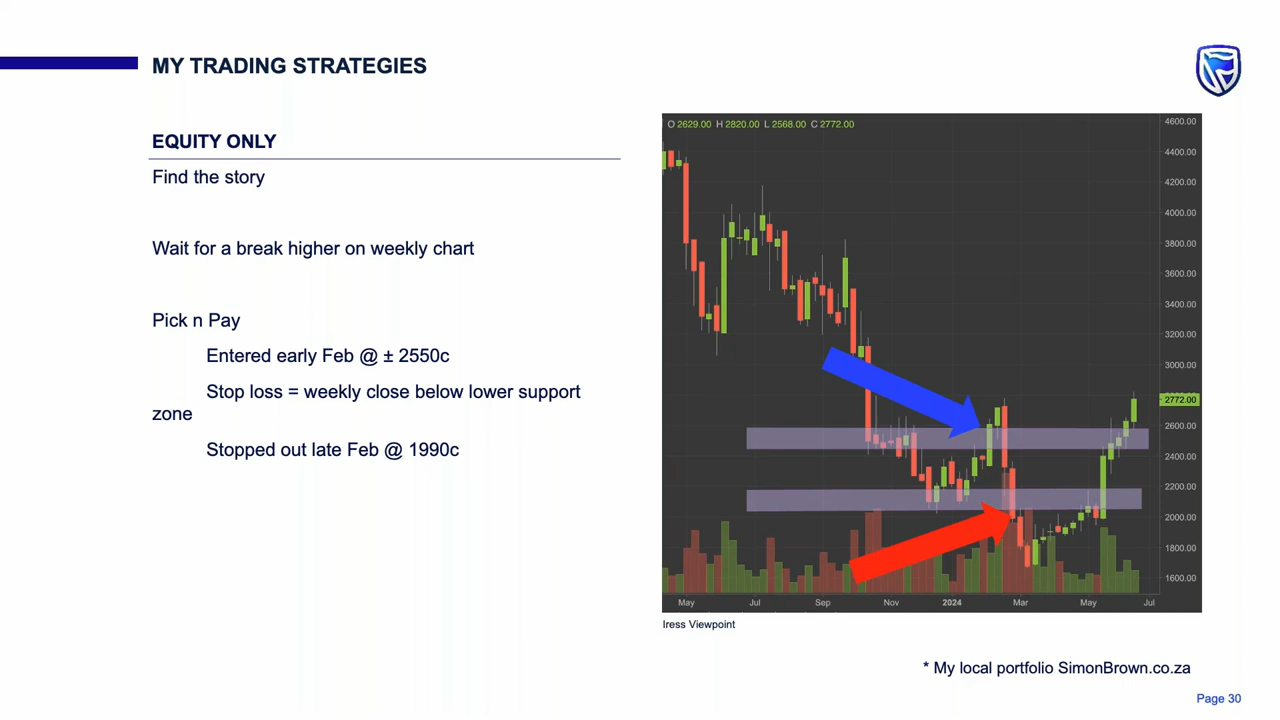 MY TRADING STRATEGIES
EQUITY ONLY
Find the story
Wait for a break higher on weekly chart
Pick n Pay
Entered early Feb @ ± 2550c
Stop loss = weekly close below lower support
zone
Stopped out late Feb @ 1990c
O 2629.00 H 2820.00 L 2568.00 C 2772.00
4600.00
4400.00
4200.00
4000.00
3800.00
3600.00
3400.00
3200.00
3000.00
2772.00
2600.00
2400.00
2200.00
2000.00
1800.00
1600.00
May Jul Sep Nov 2024 Mar May Jul
Iress Viewpoint
* My local portfolio SimonBrown.co.za
Page 30